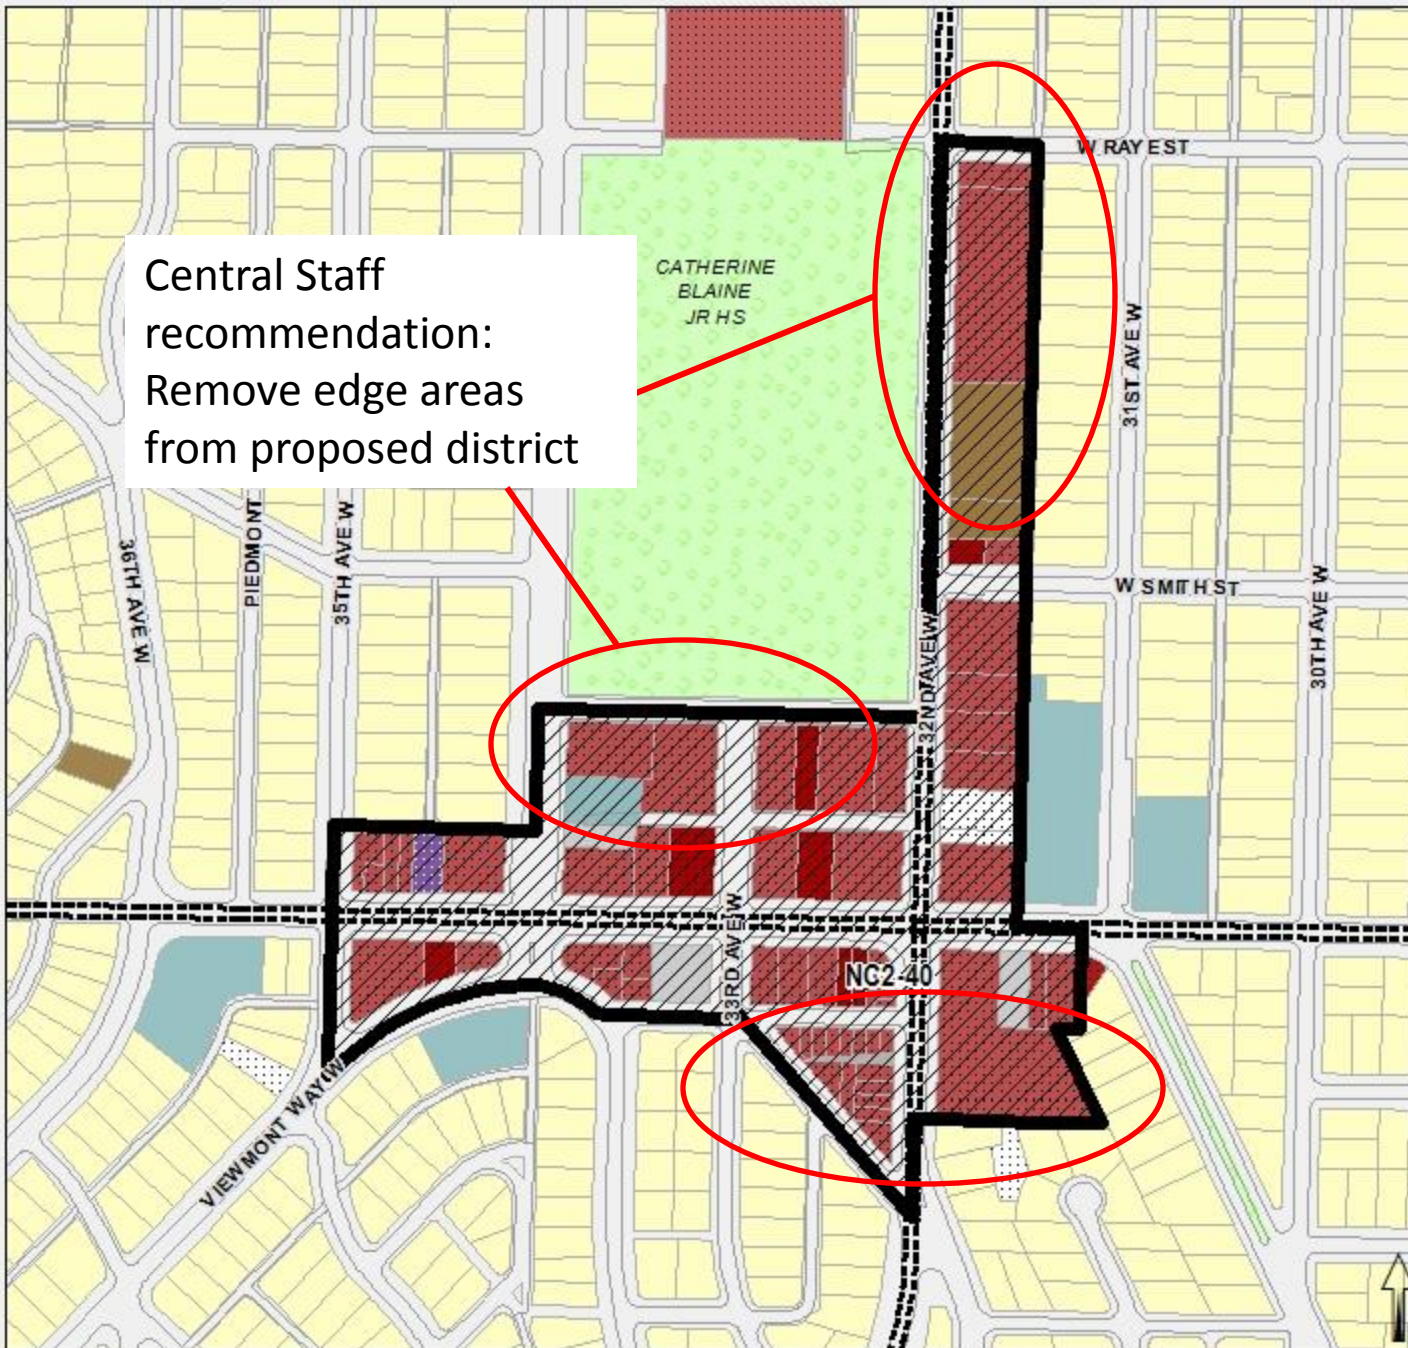 W RAYE ST
CATHERINE
BLAINE
JR HS
Central Staff
recommendation:
Remove edge areas
from proposed district
31ST AVE W
36TH AVE W
PIEDMONT
35TH AVE W
W SMITH ST
30TH AVE W
32ND AVE W
33RD AVE W
NC2-40
VIEWMONT WAY W